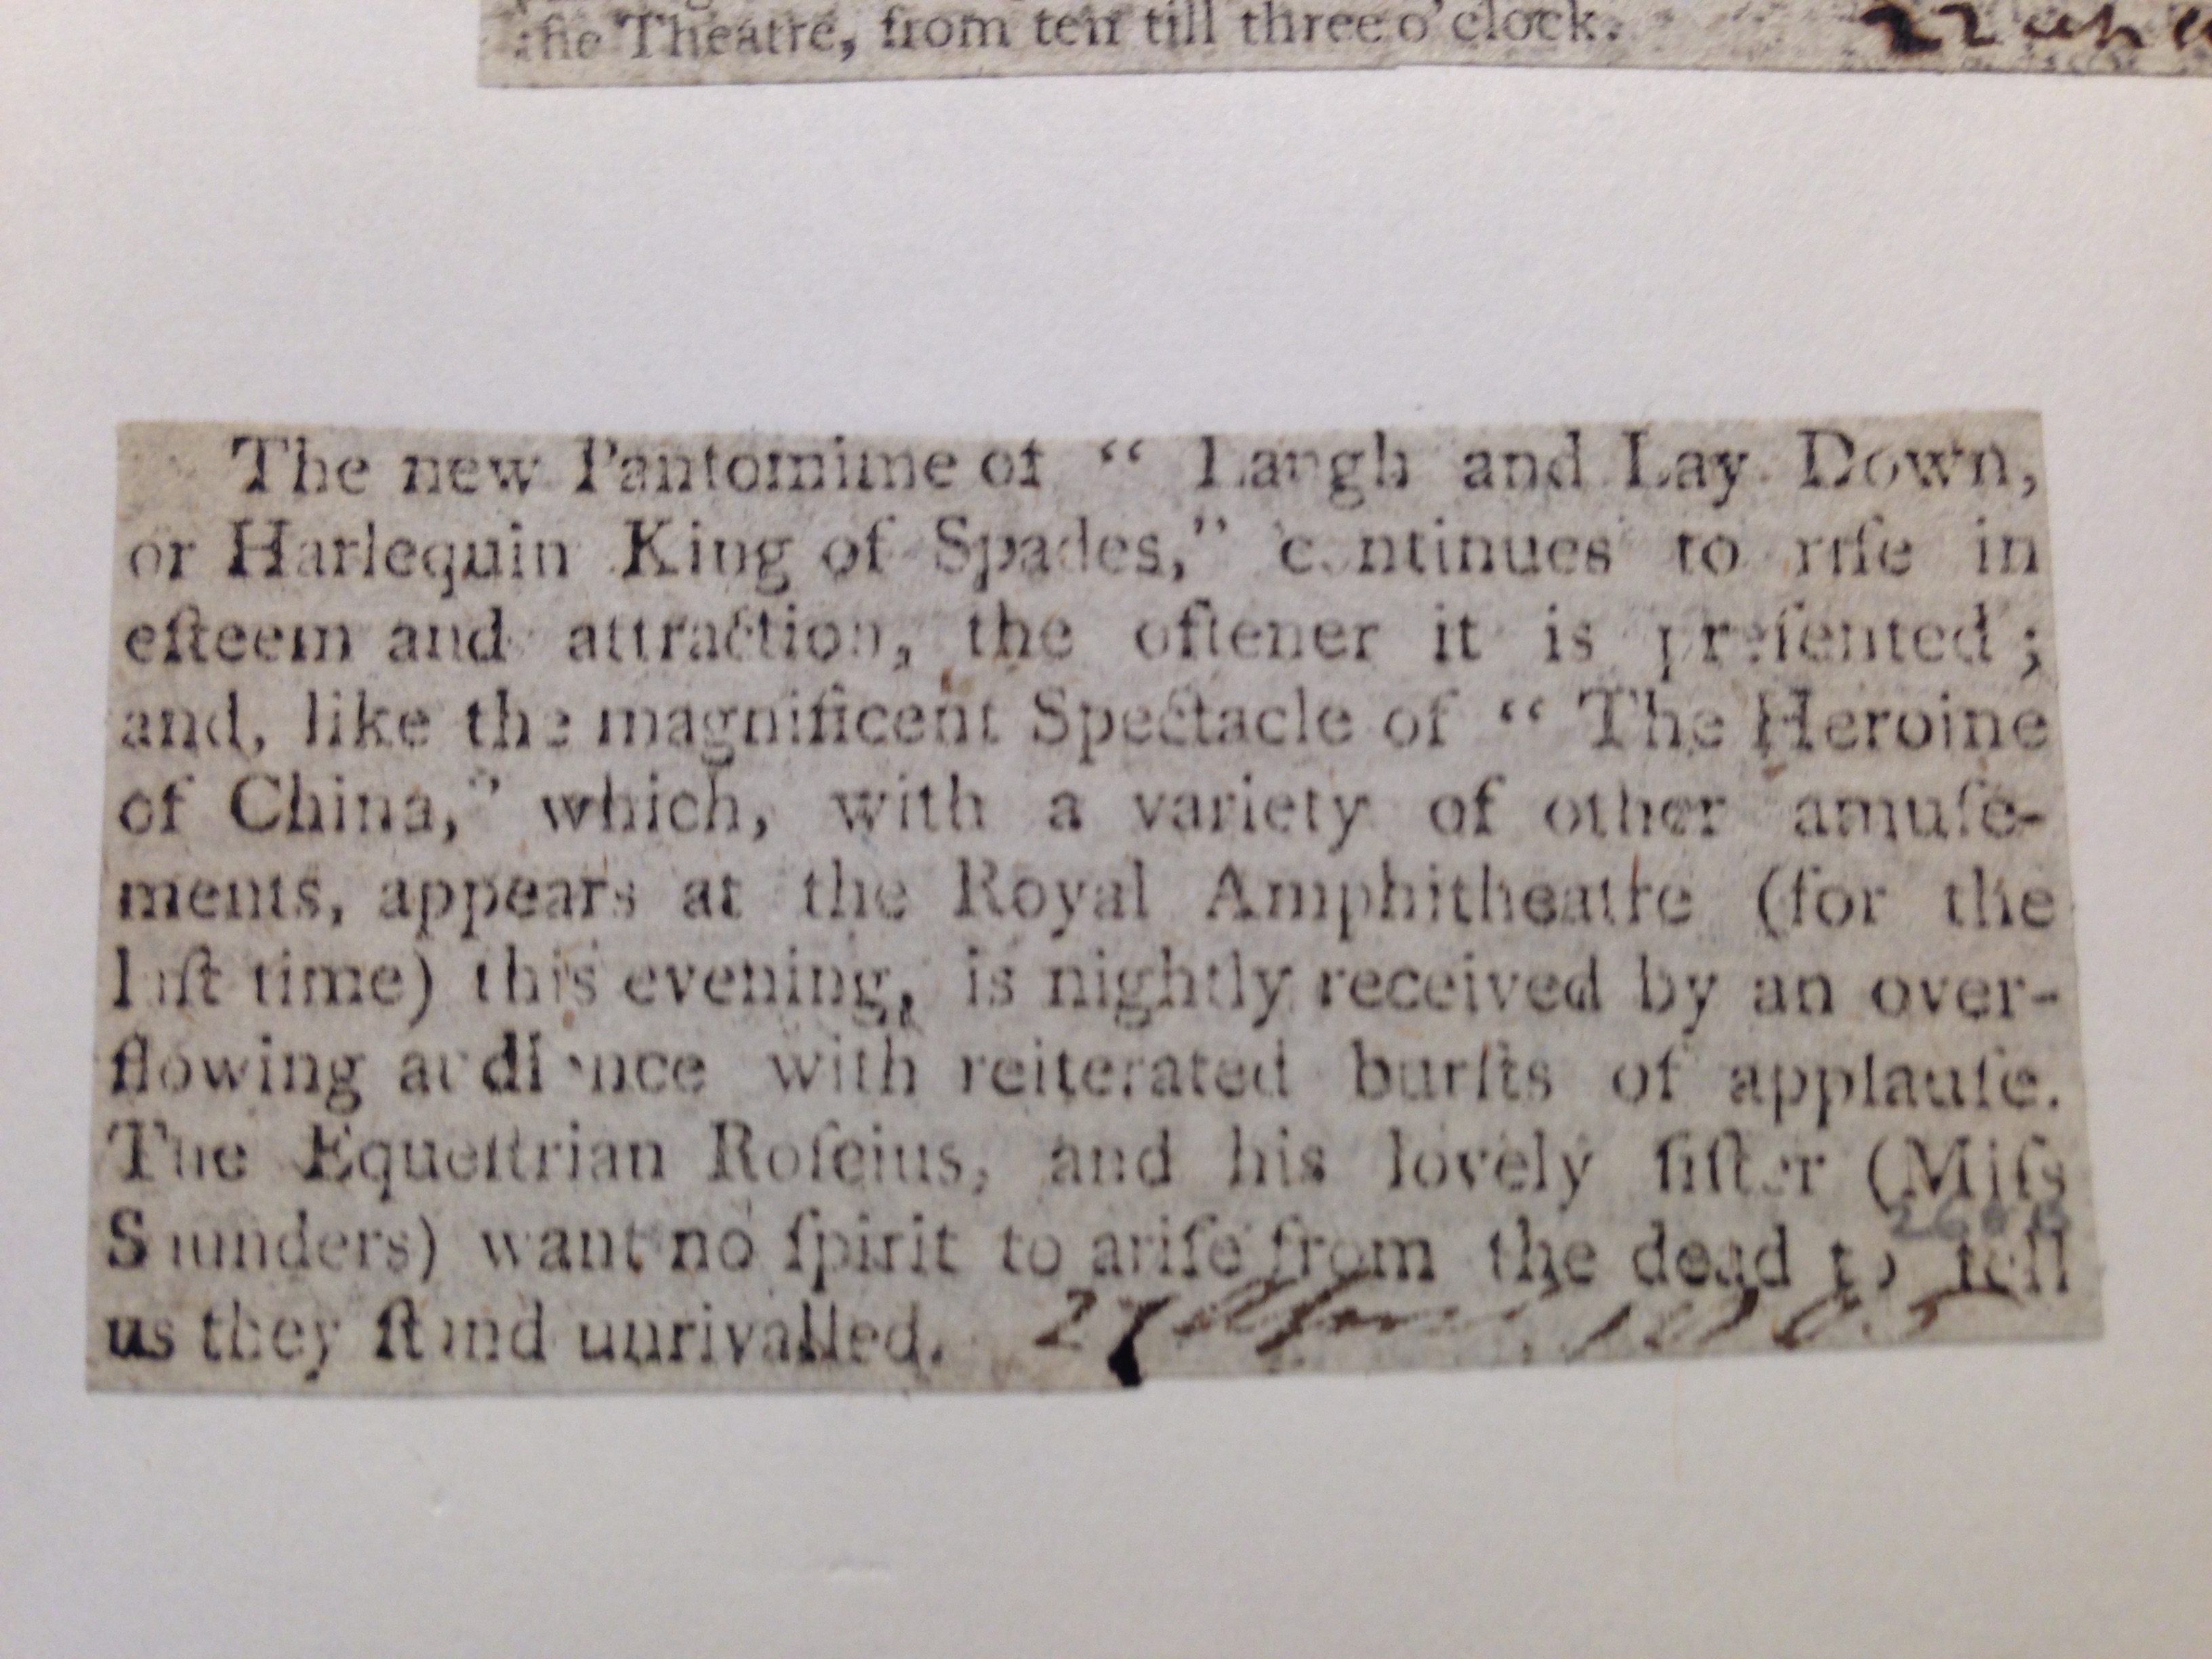 the Theatre, from ten till three o'clock.
22
The new Pantomime of “ Laugh and Lay Down,
or Harlequin King of Spades,” continues to riſe in
eſteem and attraction, the oftener it is preſented ;
and, like the magnificent Spectacle of “ The Heroine
of China,” which, with a variety of other amuſe-
ments, appears at the Royal Amphitheatre (for the
laſt time) this evening, is nightly received by an over-
flowing audience with reiterated burſts of applauſe.
The Equeſtrian Roſcius, and his lovely ſiſter (Miſs
Saunders) want no ſpirit to ariſe from the dead to tell
us they ſtand unrivalled. 27 1805